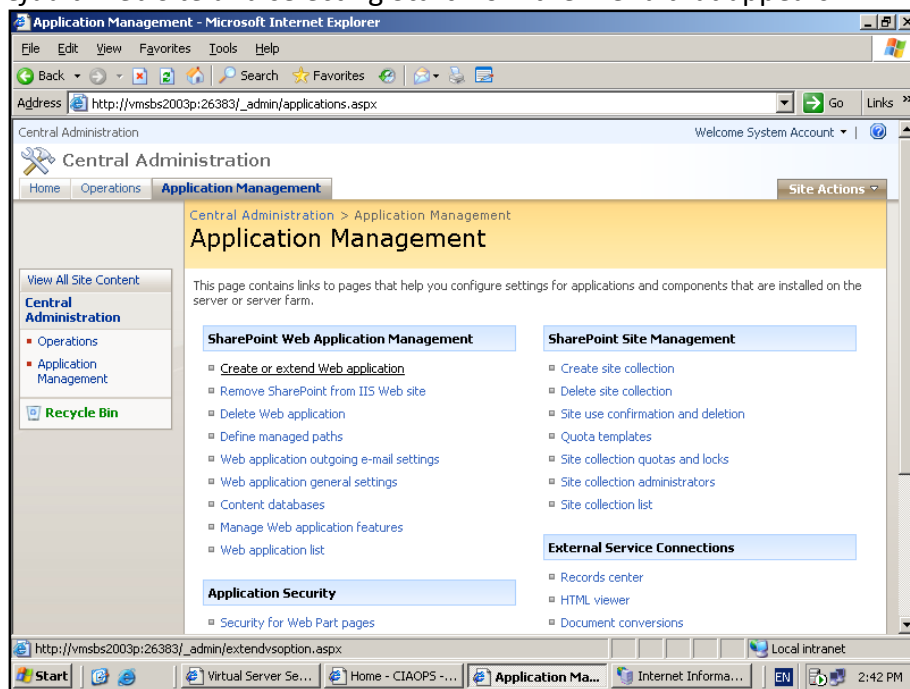 Application Management - Microsoft Internet Explorer
File Edit View Favorites Tools Help
Back Search Favorites
Address http://vmsbs2003p:26383/_admin/applications.aspx Go Links »
Central Administration Welcome System Account
Central Administration
Home Operations Application Management Site Actions
Central Administration > Application Management
Application Management
View All Site Content
Central
Administration
Operations
Application
Management
Recycle Bin
This page contains links to pages that help you configure settings for applications and components that are installed on the
server or server farm.
SharePoint Web Application Management
Create or extend Web application
Remove SharePoint from IIS Web site
Delete Web application
Define managed paths
Web application outgoing e-mail settings
Web application general settings
Content databases
Manage Web application features
Web application list
Application Security
Security for Web Part pages
SharePoint Site Management
Create site collection
Delete site collection
Site use confirmation and deletion
Quota templates
Site collection quotas and locks
Site collection administrators
Site collection list
External Service Connections
Records center
HTML viewer
Document conversions
http://vmsbs2003p:26383/_admin/extendvsoption.aspx Local intranet
Start Virtual Server Se... Home - CIAOPS -... Application Ma... Internet Informa... EN 2:42 PM